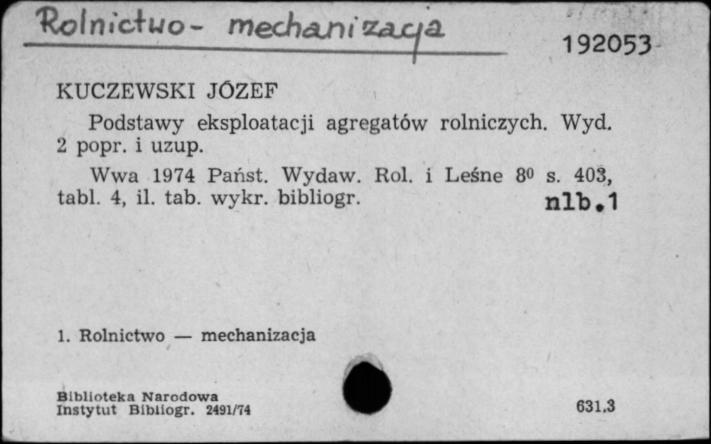 Rolnictwo - mechanizacja
192053
KUCZEWSKI JÓZEF
Podstawy eksploatacji agregatów rolniczych. Wyd.
2 popr. i uzup.
Wwa 1974 Państ. Wydaw. Rol. i Leśne 8⁰ s. 403,
tabl. 4, il. tab. wykr. bibliogr.
nlb.1
1. Rolnictwo — mechanizacja
Biblioteka Narodowa
Instytut Bibliogr. 2491/74
631.3